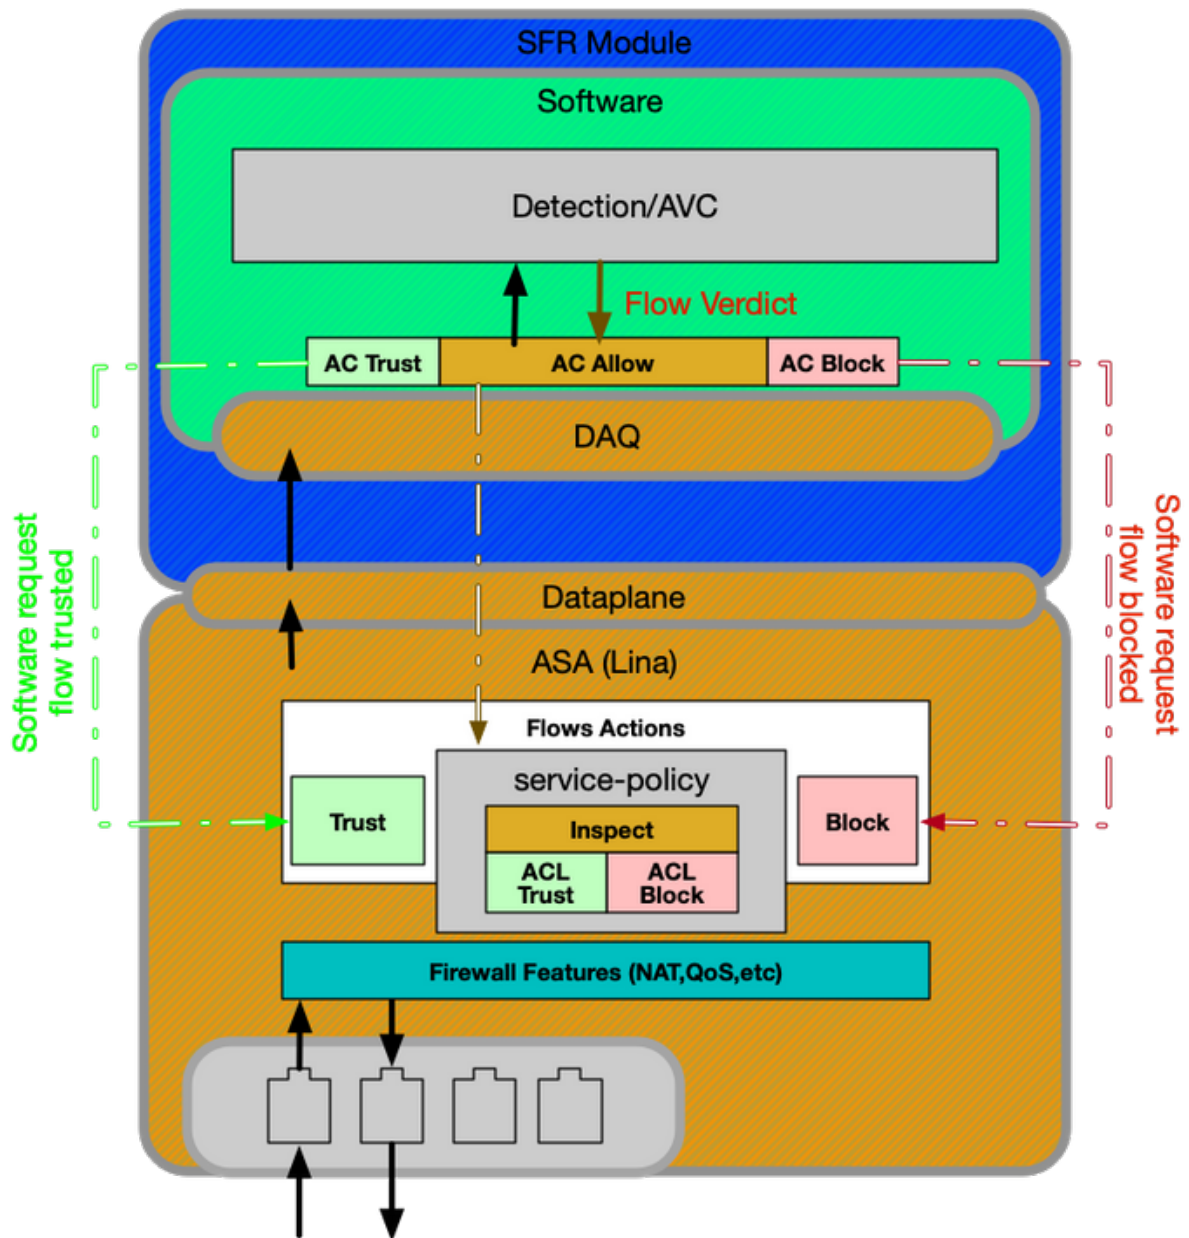 SFR Module
Software
Detection/AVC
Flow Verdict
AC Trust
AC Allow
AC Block
DAQ
Software request
flow trusted
Software request
flow blocked
Dataplane
ASA (Lina)
Flows Actions
service-policy
Trust
Inspect
Block
ACL
Trust
ACL
Block
Firewall Features (NAT,QoS,etc)